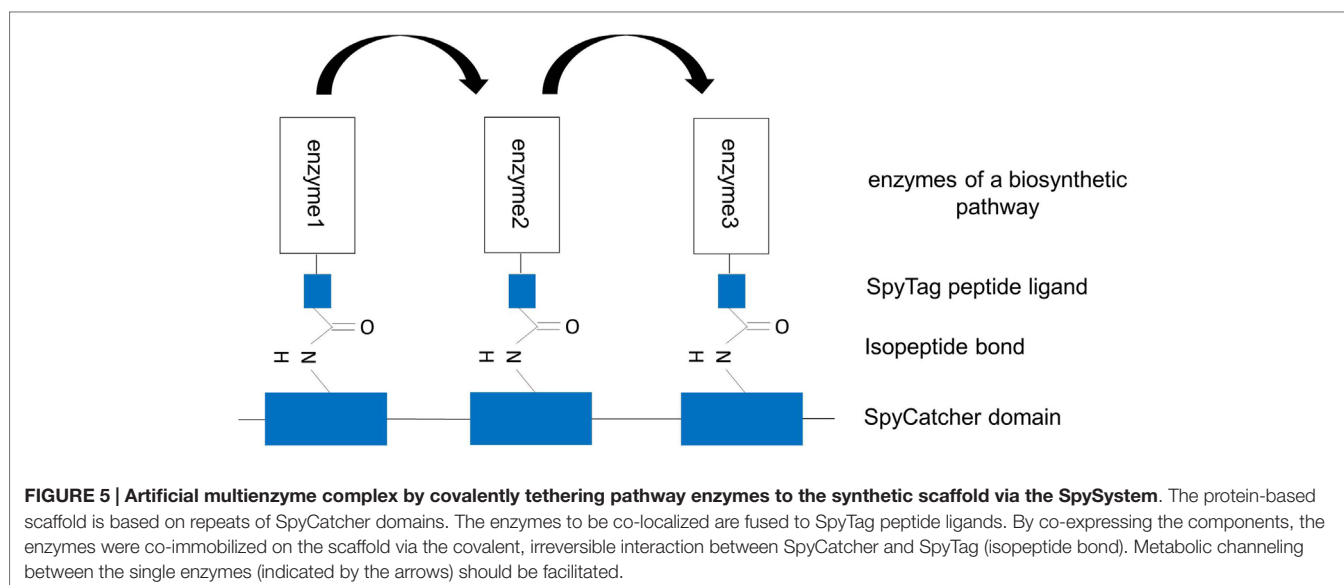 enzyme1
enzyme2
enzyme3
enzymes of a biosynthetic
pathway
SpyTag peptide ligand
O
O
O
H N
H N
H N
Isopeptide bond
SpyCatcher domain
FIGURE 5 | Artificial multienzyme complex by covalently tethering pathway enzymes to the synthetic scaffold via the SpySystem. The protein-based
scaffold is based on repeats of SpyCatcher domains. The enzymes to be co-localized are fused to SpyTag peptide ligands. By co-expressing the components, the
enzymes were co-immobilized on the scaffold via the covalent, irreversible interaction between SpyCatcher and SpyTag (isopeptide bond). Metabolic channeling
between the single enzymes (indicated by the arrows) should be facilitated.